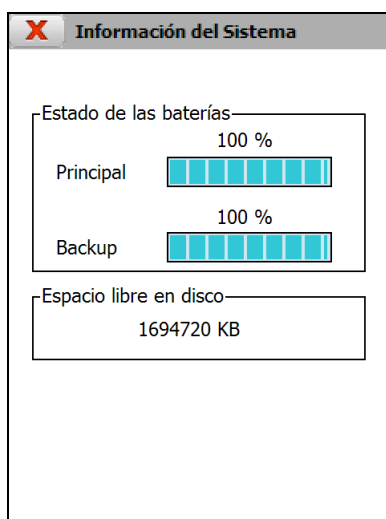 X Información del Sistema
Estado de las baterías
100 %
Principal
100 %
Backup
Espacio libre en disco
1694720 KB